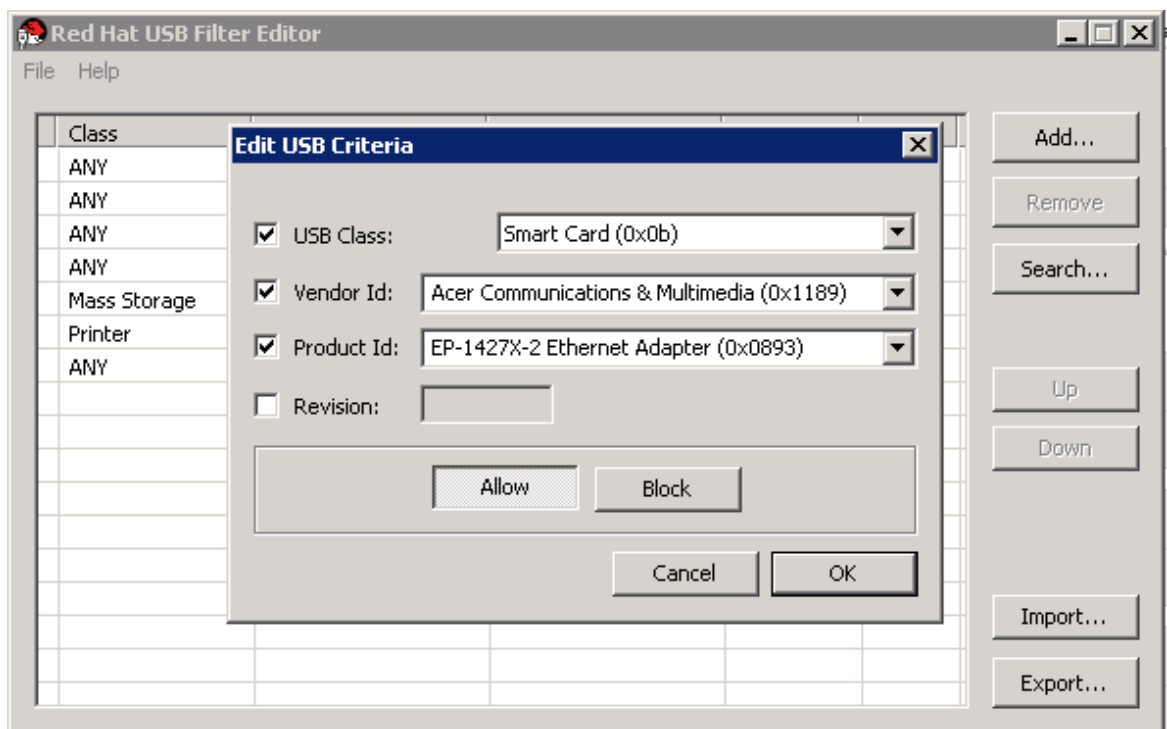 Red Hat USB Filter Editor
File Help
Class
Add...
Edit USB Criteria
ANY
ANY
Remove
ANY
USB Class: Smart Card (0x0b)
ANY
Search...
Mass Storage
Vendor Id: Acer Communications & Multimedia (0x1189)
Printer
Product Id: EP-1427X-2 Ethernet Adapter (0x0893)
ANY
Up
Revision:
Down
Allow Block
Cancel OK
Import...
Export...